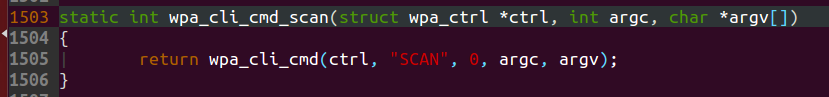 1503 static int wpa_cli_cmd_scan(struct wpa_ctrl *ctrl, int argc, char *argv[])
1504 {
1505 return wpa_cli_cmd(ctrl, "SCAN", 0, argc, argv);
1506 }